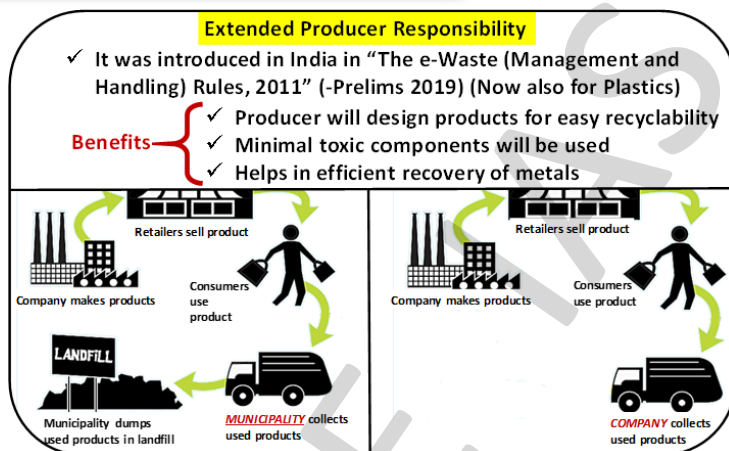 Extended Producer Responsibility
✓ It was introduced in India in “The e-Waste (Management and
Handling) Rules, 2011” (-Prelims 2019) (Now also for Plastics)
Benefits
✓ Producer will design products for easy recyclability
✓ Minimal toxic components will be used
✓ Helps in efficient recovery of metals
Retailers sell product
Company makes products
Consumers
use
product
LANDFILL
Municipality dumps
used products in landfill
MUNICIPALITY collects
used products
Retailers sell product
Company makes products
Consumers
use product
COMPANY collects
used products